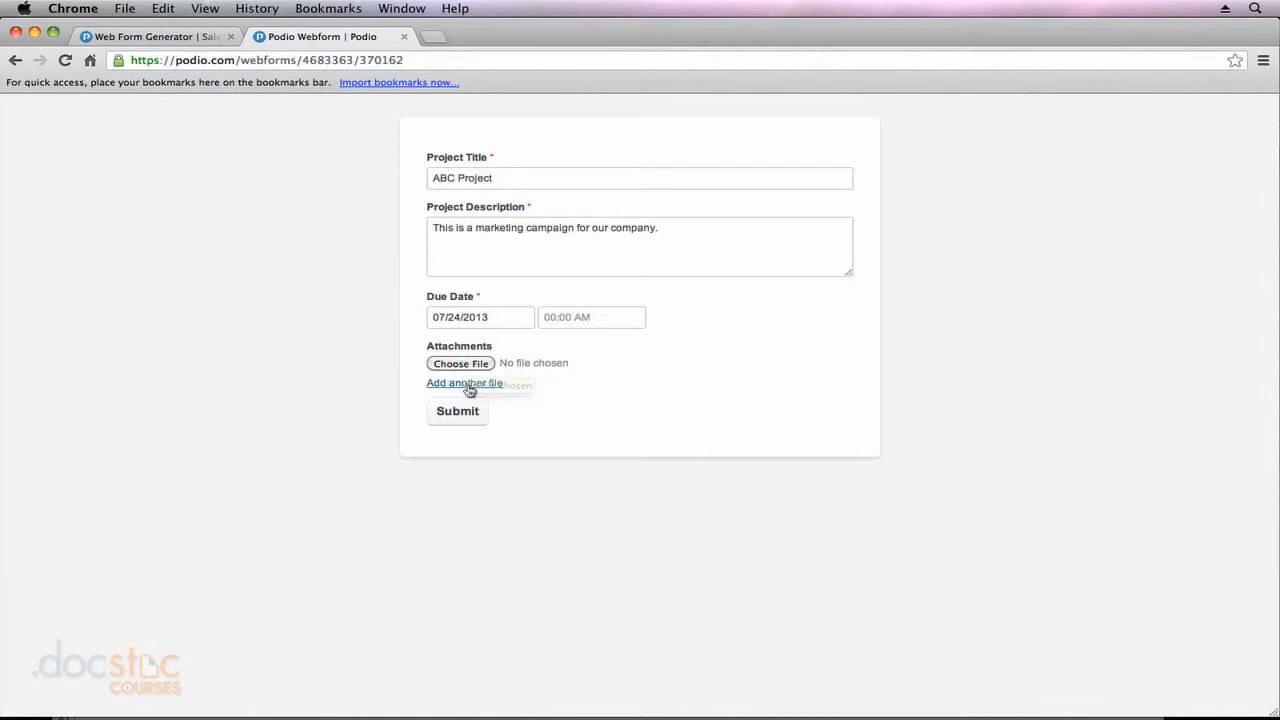 Chrome File Edit View History Bookmarks Window Help
Web Form Generator | Sale
Podio Webform | Podio
https://podio.com/webforms/4683363/370162
For quick access, place your bookmarks here on the bookmarks bar. Import bookmarks now...
Project Title *
ABC Project
Project Description *
This is a marketing campaign for our company.
Due Date *
07/24/2013 00:00 AM
Attachments
Choose File No file chosen
Add another file chosen
Submit
.docstoc
COURSES